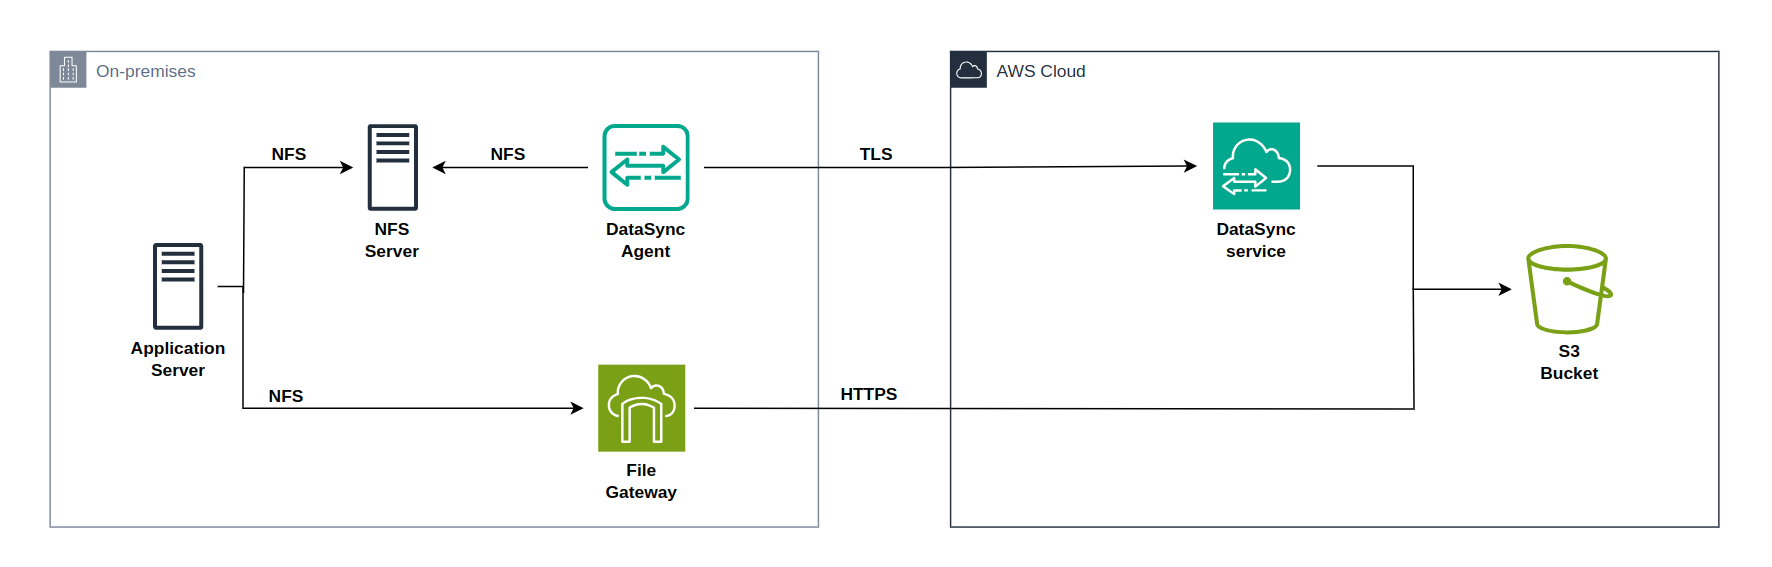 On-premises
AWS Cloud
NFS
NFS
TLS
NFS
Server
DataSync
Agent
DataSync
service
Application
Server
S3
Bucket
NFS
HTTPS
File
Gateway